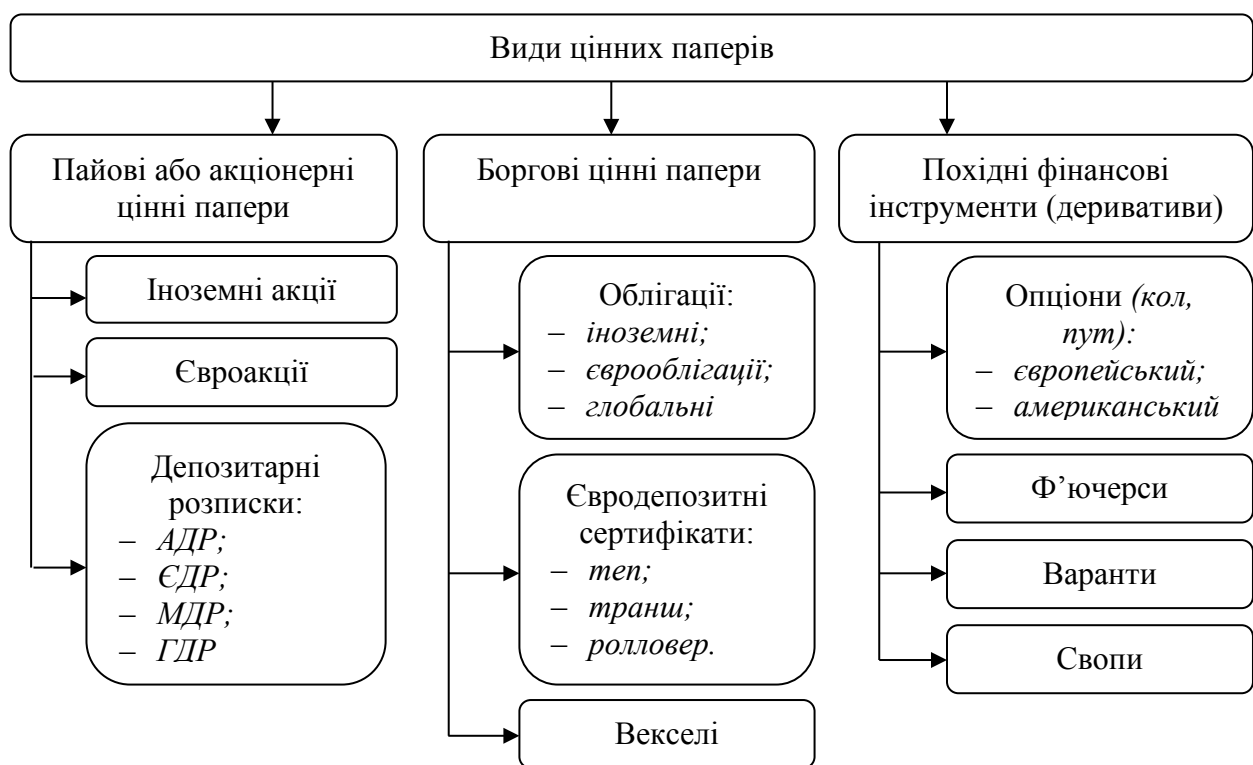 Види цінних паперів
Пайові або акціонерні
цінні папери
Іноземні акції
Євроакції
Депозитарні
розписки:
– АДР;
– ЄДР;
– МДР;
– ГДР
Боргові цінні папери
Облігації:
– іноземні;
– єврооблігації;
– глобальні
Євродепозитні
сертифікати:
– теп;
– транш;
– ролловер.
Векселі
Похідні фінансові
інструменти (деривативи)
Опціони (кол,
пут):
– європейський;
– американський
Ф’ючерси
Варанти
Свопи